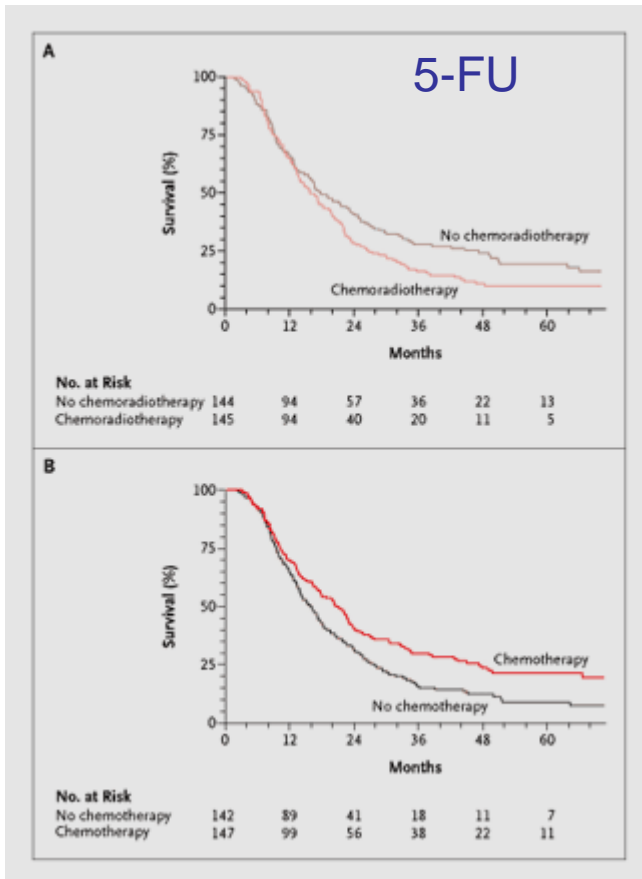 A
5-FU
100
75
50
25
0
Survival (%)
No chemoradiotherapy
Chemoradiotherapy
0 12 24 36 48 60
Months
No. at Risk
No chemoradiotherapy 144 94 57 36 22 13
Chemoradiotherapy 145 94 40 20 11 5
B
100
75
50
25
0
Survival (%)
Chemotherapy
No chemotherapy
0 12 24 36 48 60
Months
No. at Risk
No chemotherapy 142 89 41 18 11 7
Chemotherapy 147 99 56 38 22 11